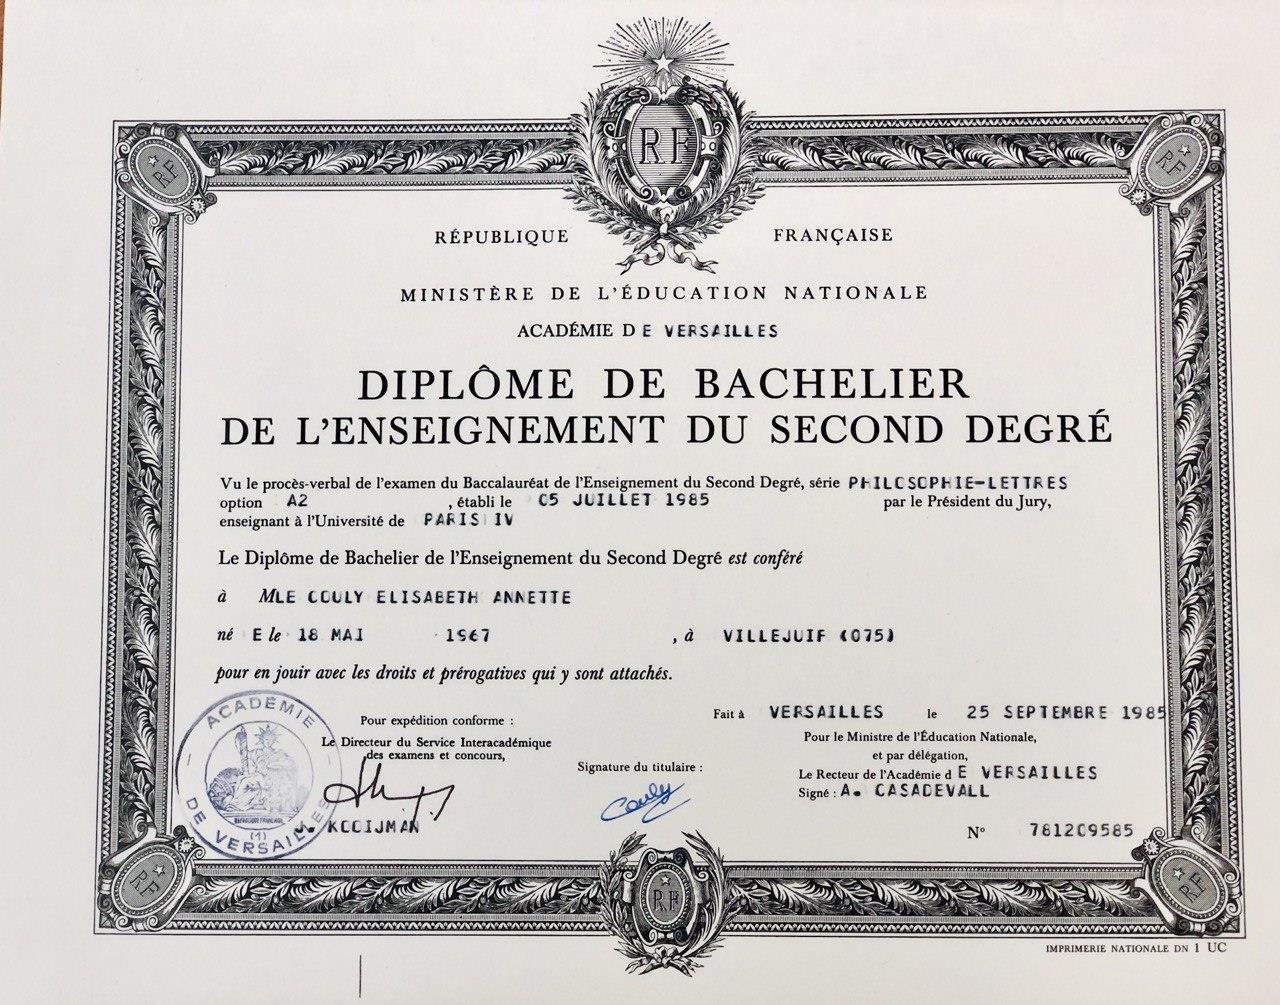 RF
RF
RF
RÉPUBLIQUE FRANÇAISE
MINISTÈRE DE L'ÉDUCATION NATIONALE
ACADÉMIE DE VERSAILLES
DIPLÔME DE BACHELIER
DE L'ENSEIGNEMENT DU SECOND DEGRÉ
Vu le procès-verbal de l'examen du Baccalauréat de l'Enseignement du Second Degré, série PHILOSOPHIE-LETTRES
option A2 , établi le 05 JUILLET 1985 par le Président du Jury,
enseignant à l'Université de PARIS IV
Le Diplôme de Bachelier de l'Enseignement du Second Degré est conféré
à MLE COULY ELISABETH ANNETTE
né E le 18 MAI 1967 , à VILLEJUIF (075)
pour en jouir avec les droits et prérogatives qui y sont attachés.
Fait à VERSAILLES le 25 SEPTEMBRE 1985
Pour le Ministre de l'Éducation Nationale,
et par délégation,
Le Recteur de l'Académie d E VERSAILLES
Signé : A. CASADEVALL
N° 781209585
Pour expédition conforme :
Le Directeur du Service Interacadémique
des examens et concours,
M. KOOIJMAN
Signature du titulaire :
Couly
ACADÉMIE
DE VERSAILLES
RÉPUBLIQUE FRANÇAISE
(1)
RF
RF
RF
IMPRIMERIE NATIONALE DN 1 UC